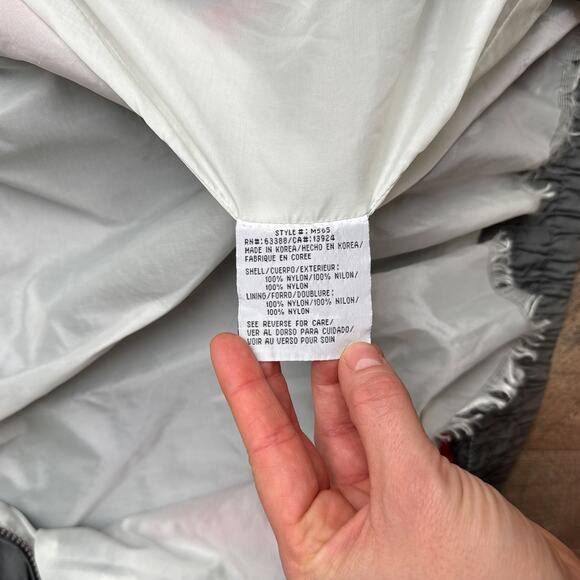 STYLE #: M565
RN#:63388/CA#:13924
MADE IN KOREA/HECHO EN KOREA/
FABRIQUE EN COREE
SHELL/CUERPO/EXTERIEUR:
100% NYLON/100% NILON/
100% NYLON
LINING/FORRO/DOUBLURE:
100% NYLON/100% NILON/
100% NYLON
SEE REVERSE FOR CARE/
VER AL DORSO PARA CUIDADO/
VOIR AU VERSO POUR SOIN